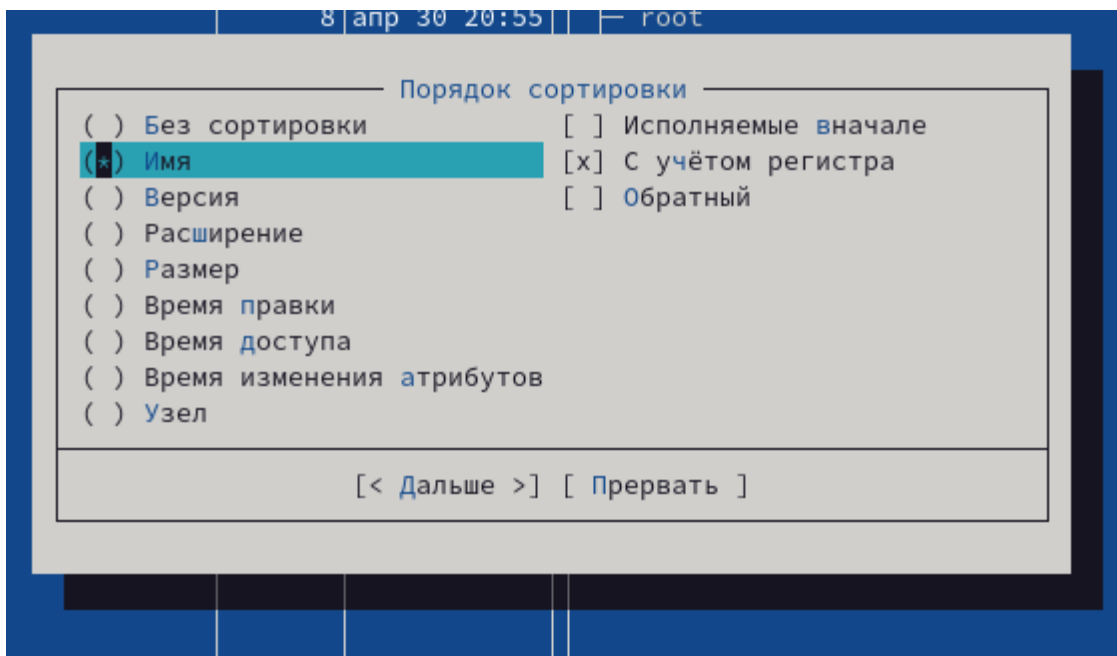 8 апр 30 20:55 ├─ root
Порядок сортировки
( ) Без сортировки [ ] Исполняемые вначале
(*) Имя [x] С учётом регистра
( ) Версия [ ] Обратный
( ) Расширение
( ) Размер
( ) Время правки
( ) Время доступа
( ) Время изменения атрибутов
( ) Узел
[< Дальше >] [ Прервать ]